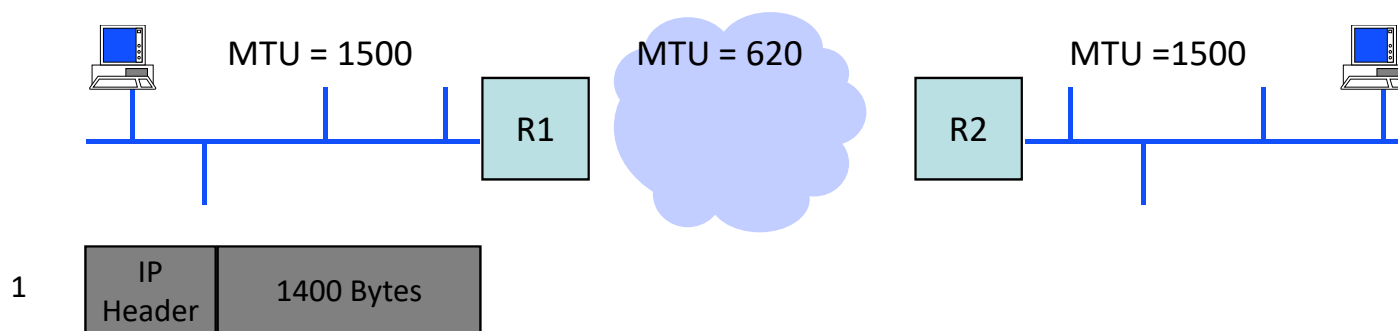 MTU = 1500
MTU = 620
MTU =1500
R1
R2
1
IP
Header
1400 Bytes